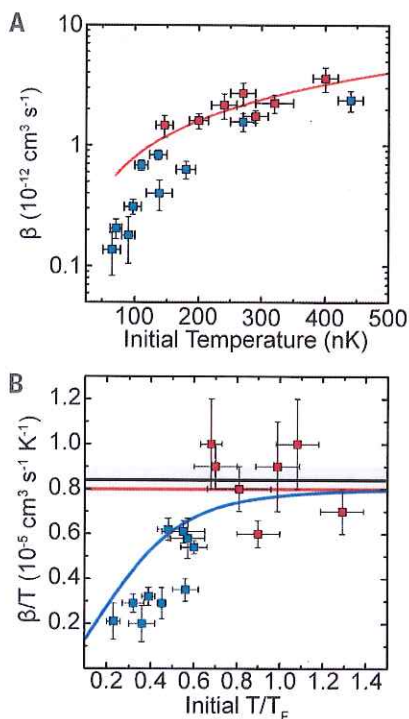 A
10
1
0.1
β (10⁻¹² cm³ s⁻¹)
100 200 300 400 500
Initial Temperature (nK)
B
1.2
1.0
0.8
0.6
0.4
0.2
β/T (10⁻⁵ cm³ s⁻¹ K⁻¹)
0.2 0.4 0.6 0.8 1.0 1.2 1.4
Initial T/T_F